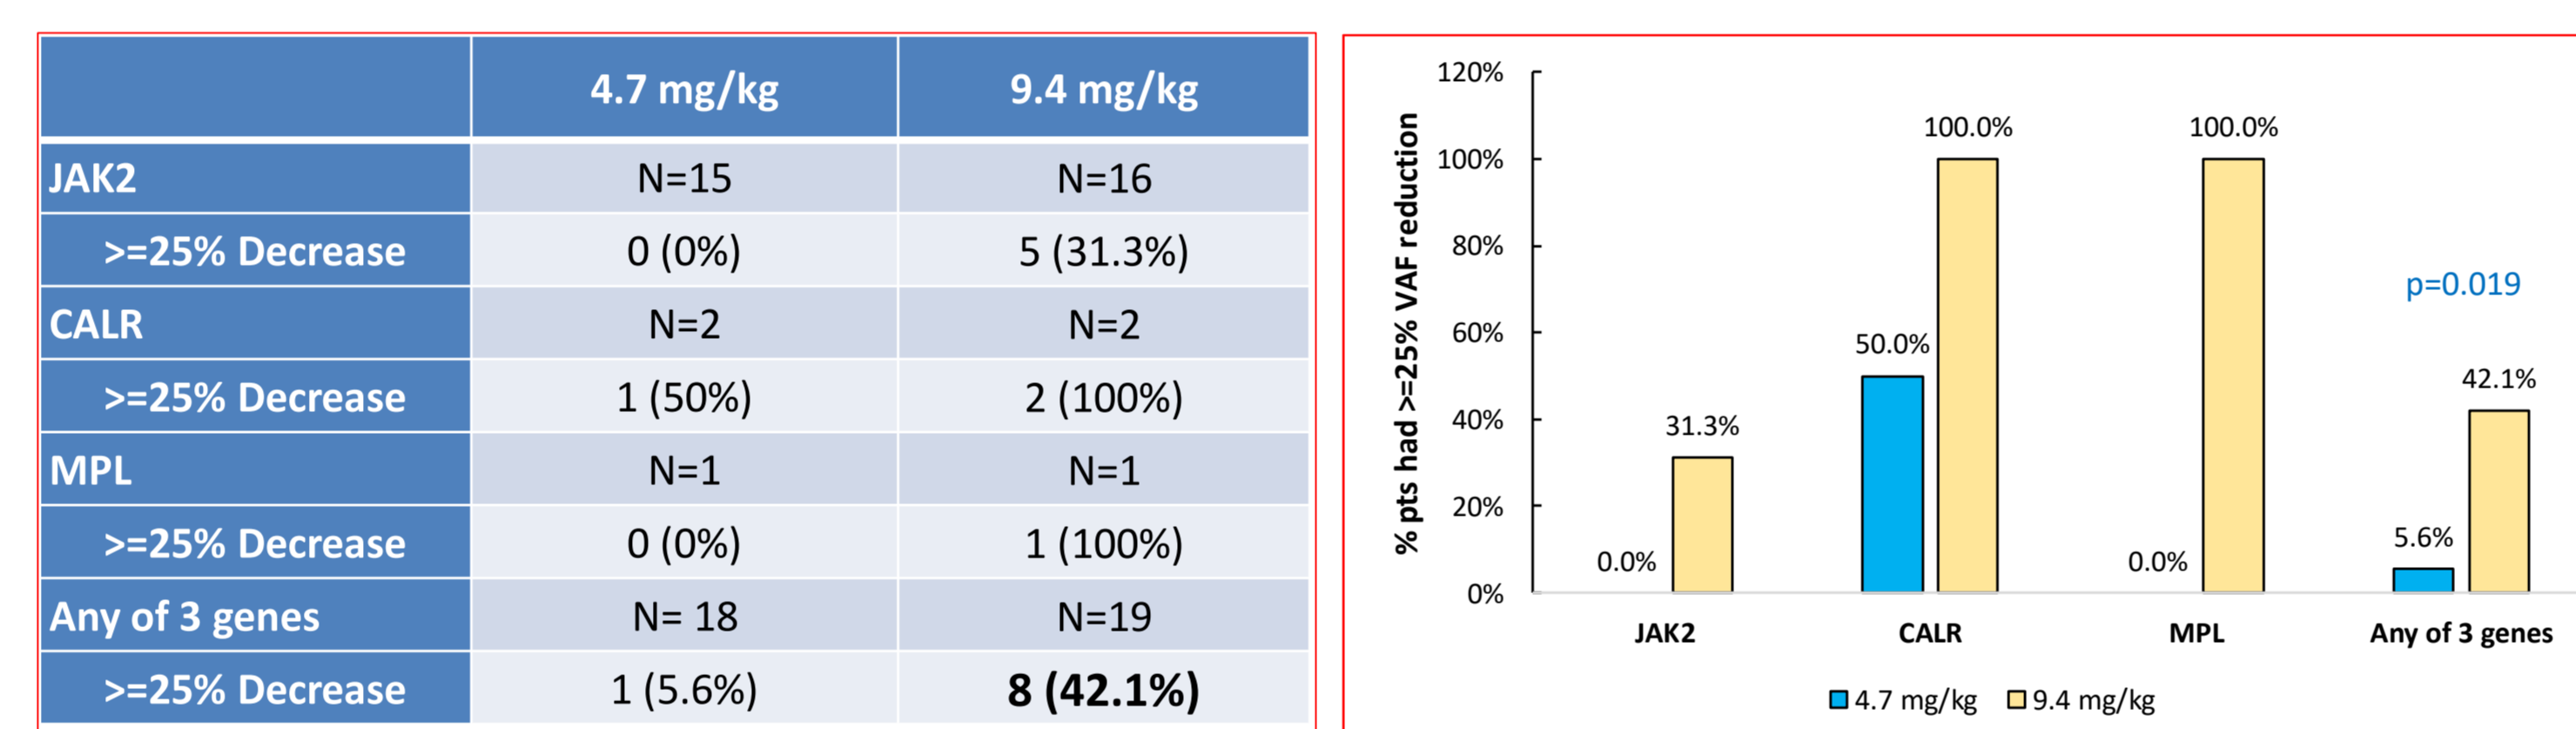 4.7 mg/kg 9.4 mg/kg
JAK2 N=15 N=16
>=25% Decrease 0 (0%) 5 (31.3%)
CALR N=2 N=2
>=25% Decrease 1 (50%) 2 (100%)
MPL N=1 N=1
>=25% Decrease 0 (0%) 1 (100%)
Any of 3 genes N= 18 N=19
>=25% Decrease 1 (5.6%) 8 (42.1%)
% pts had >=25% VAF reduction
120%
100%
80%
60%
40%
20%
0%
0.0%
31.3%
50.0%
100.0%
0.0%
100.0%
p=0.019
5.6%
42.1%
JAK2 CALR MPL Any of 3 genes
4.7 mg/kg 9.4 mg/kg